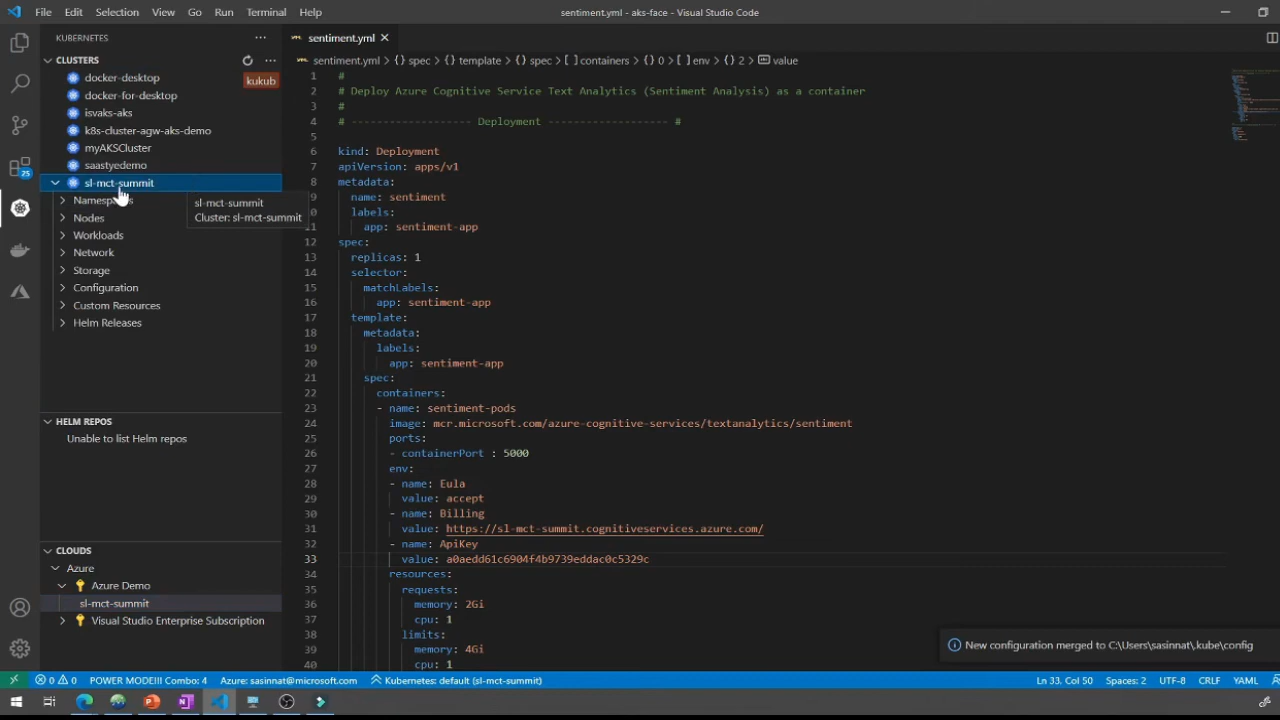 File Edit Selection View Go Run Terminal Help
sentiment.yml - aks-face - Visual Studio Code
KUBERNETES
CLUSTERS
docker-desktop
kukub
docker-for-desktop
isvaks-aks
k8s-cluster-agw-aks-demo
myAKSCluster
saastyedemo
sl-mct-summit
sl-mct-summit
Cluster: sl-mct-summit
Nodes
Workloads
Network
Storage
Configuration
Custom Resources
Helm Releases
HELM REPOS
Unable to list Helm repos
CLOUDS
Azure
Azure Demo
sl-mct-summit
Visual Studio Enterprise Subscription
25
sentiment.yml
sentiment.yml > {} spec > {} template > {} spec > [ ] containers > {} 0 > [ ] env > {} 2 > value
1 #
2 # Deploy Azure Cognitive Service Text Analytics (Sentiment Analysis) as a container
3 #
4 # ------------------ Deployment ------------------ #
5
6 kind: Deployment
7 apiVersion: apps/v1
8 metadata:
9 name: sentiment
10 labels:
11 app: sentiment-app
12 spec:
13 replicas: 1
14 selector:
15 matchLabels:
16 app: sentiment-app
17 template:
18 metadata:
19 labels:
20 app: sentiment-app
21 spec:
22 containers:
23 - name: sentiment-pods
24 image: mcr.microsoft.com/azure-cognitive-services/textanalytics/sentiment
25 ports:
26 - containerPort : 5000
27 env:
28 - name: Eula
29 value: accept
30 - name: Billing
31 value: https://sl-mct-summit.cognitiveservices.azure.com/
32 - name: ApiKey
33 value: a0aedd61c6904f4b9739eddac0c5329c
34 resources:
35 requests:
36 memory: 2Gi
37 cpu: 1
38 limits:
39 memory: 4Gi
40 cpu: 1
New configuration merged to C:\Users\sasinnat\.kube\config
0 0 POWER MODE!!! Combo: 4 Azure: sasinnat@microsoft.com Kubernetes: default (sl-mct-summit)
Ln 33, Col 50 Spaces: 2 UTF-8 CRLF YAML